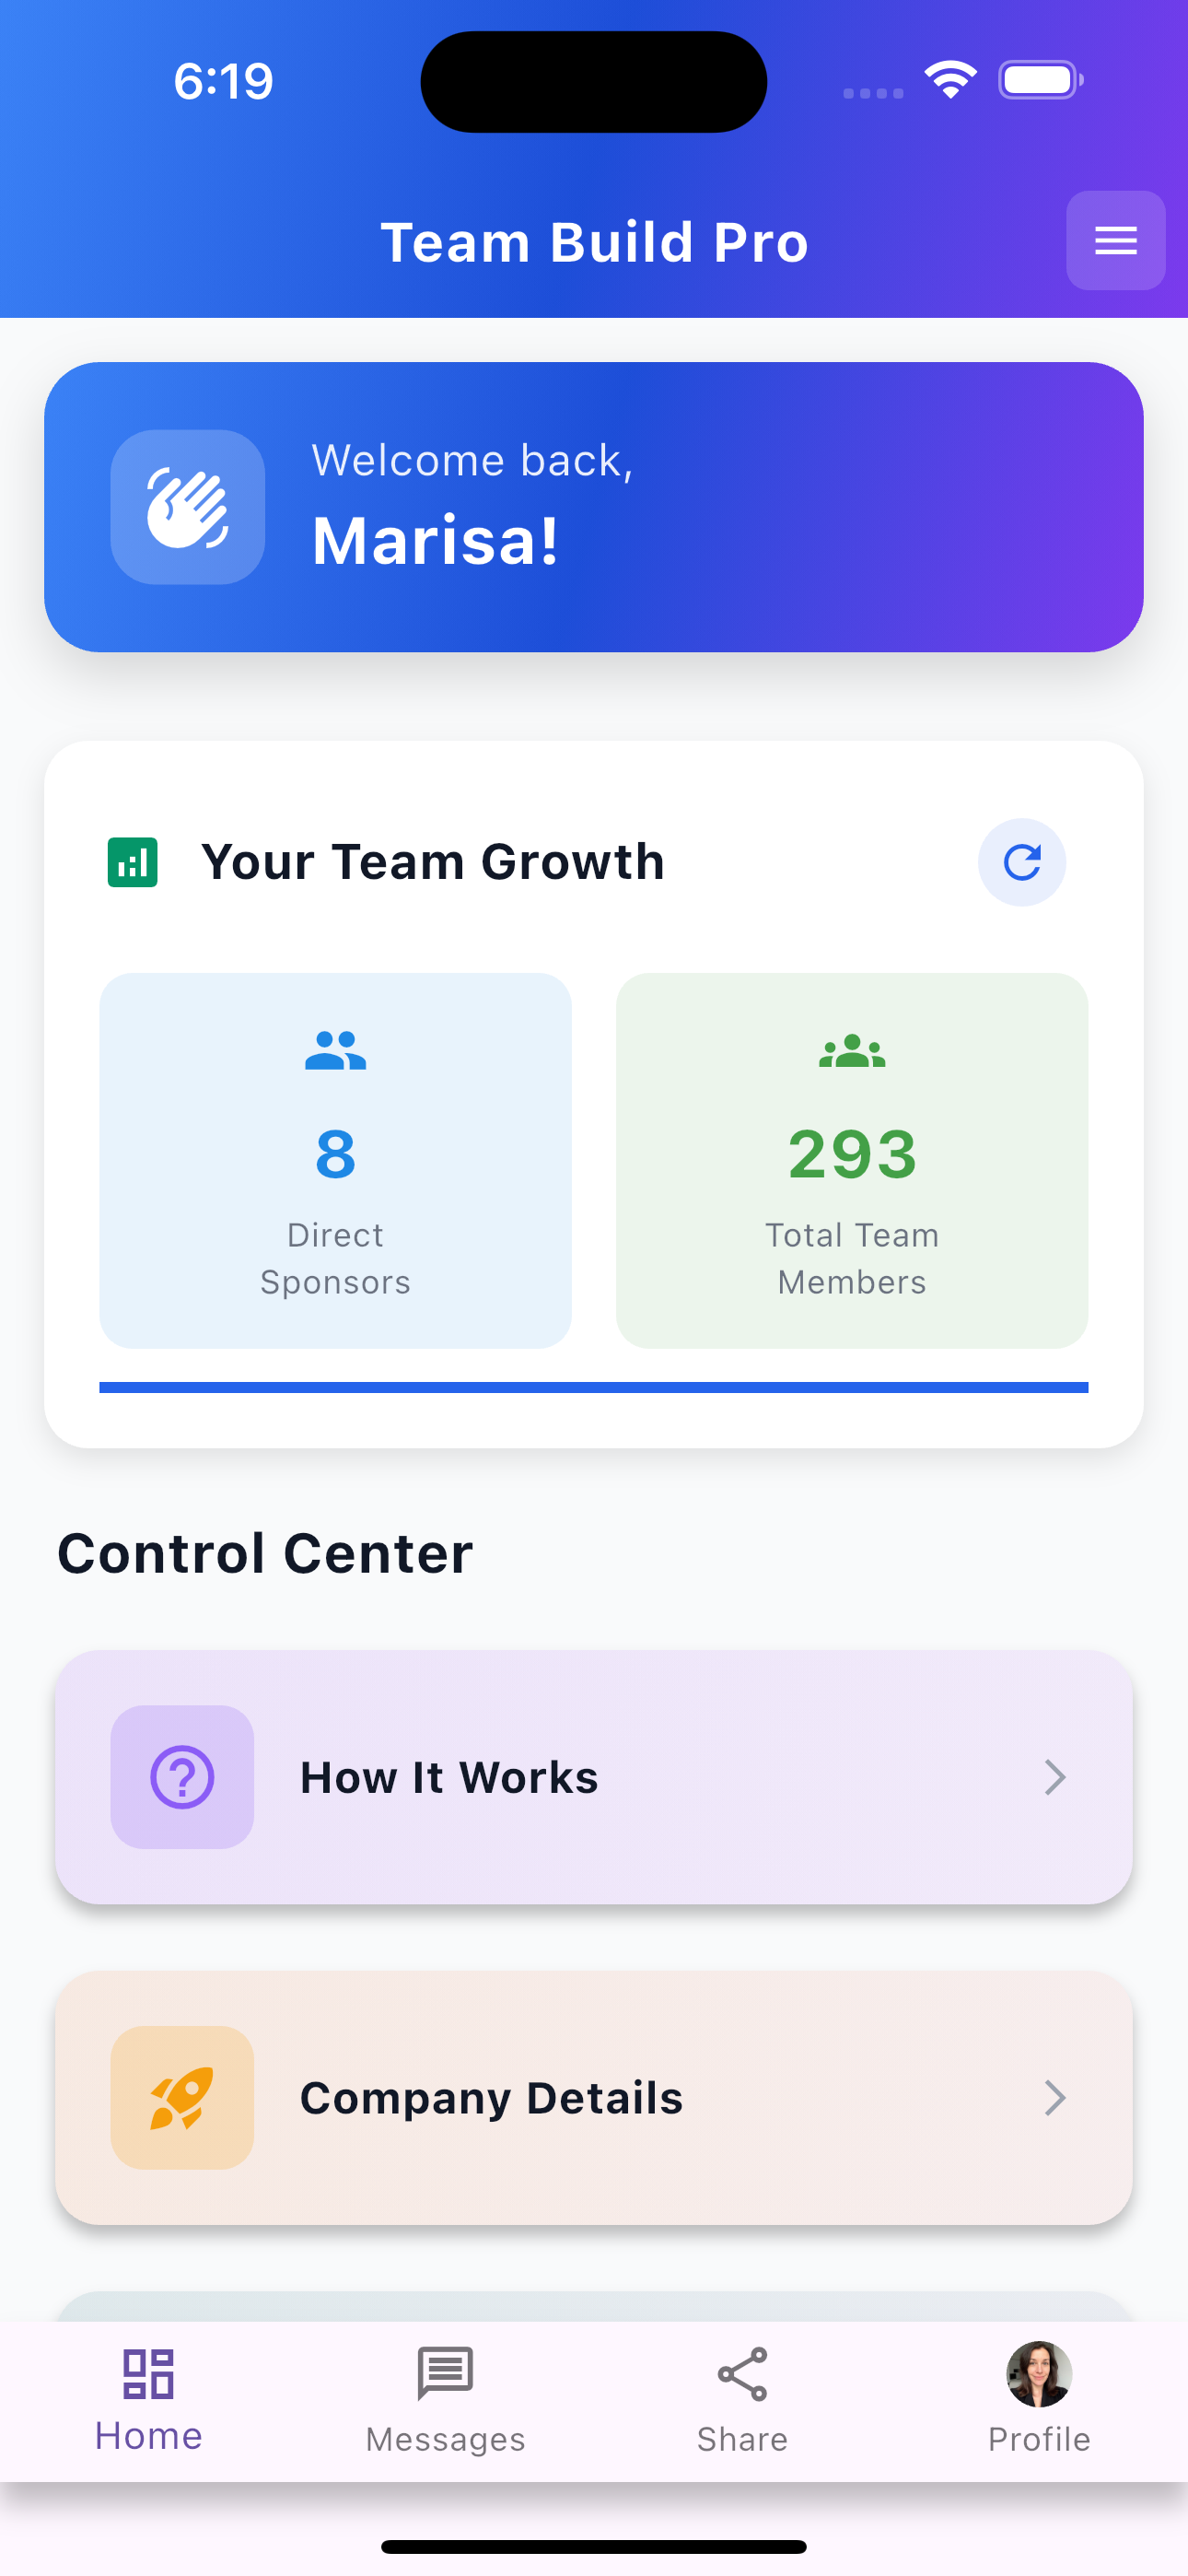 6:19
Team Build Pro
Welcome back,
Marisa!
Your Team Growth
8
Direct
Sponsors
293
Total Team
Members
Control Center
How It Works
Company Details
Home
Messages
Share
Profile